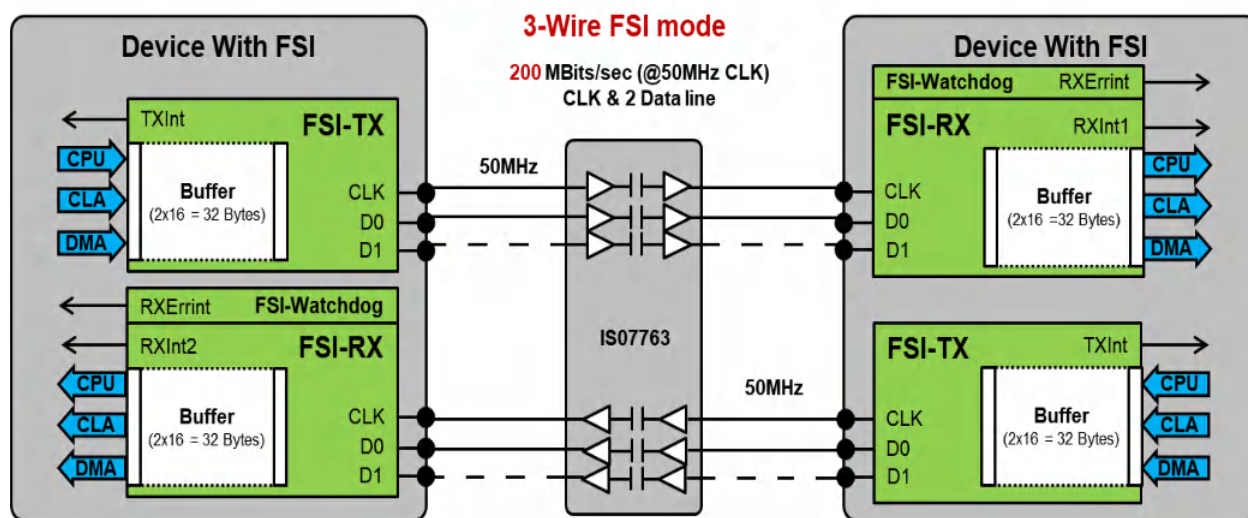 3-Wire FSI mode
200 MBits/sec (@50MHz CLK)
CLK & 2 Data line
Device With FSI
TXInt
FSI-TX
CPU
CLA
DMA
Buffer
(2x16 = 32 Bytes)
CLK
D0
D1
RXErrint
FSI-Watchdog
RXInt2
FSI-RX
CPU
CLA
DMA
Buffer
(2x16 = 32 Bytes)
CLK
D0
D1
50MHz
IS07763
50MHz
Device With FSI
FSI-Watchdog
RXErrint
FSI-RX
RXInt1
CLK
D0
D1
Buffer
(2x16 =32 Bytes)
CPU
CLA
DMA
FSI-TX
TXInt
CLK
D0
D1
Buffer
(2x16 = 32 Bytes)
CPU
CLA
DMA